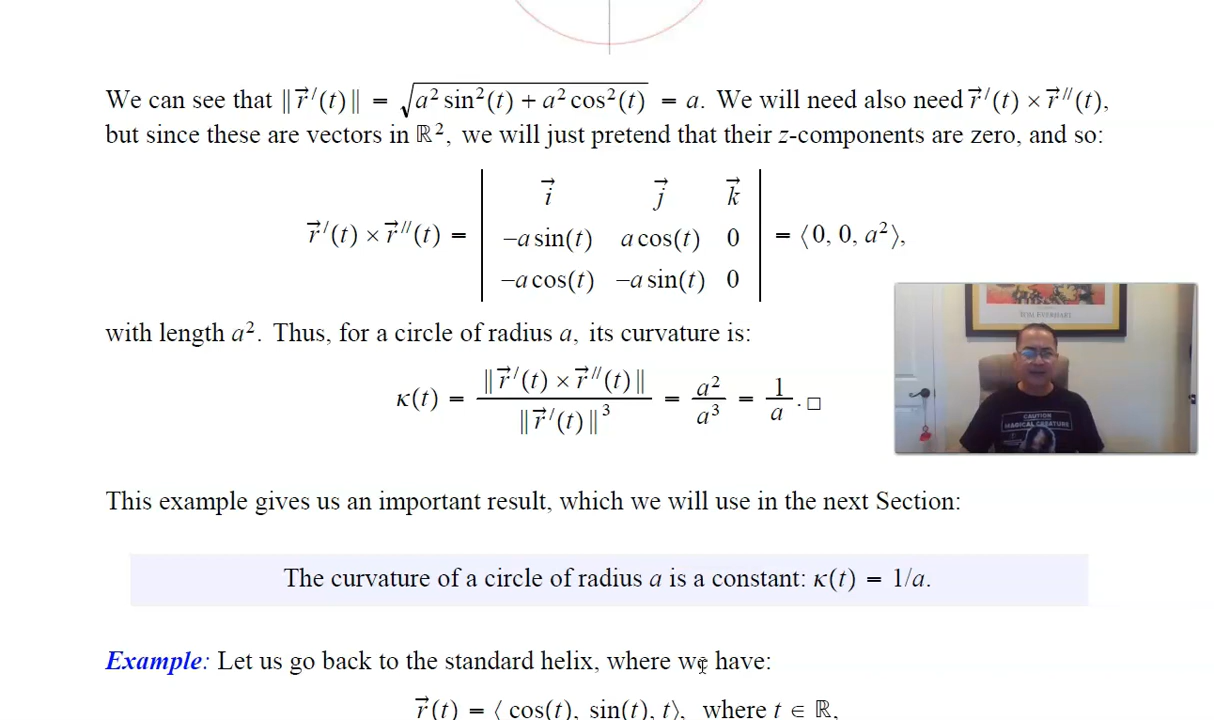 We can see that ‖r⃗ ′(t)‖ = √(a² sin²(t) + a² cos²(t)) = a. We will need also need r⃗ ′(t) × r⃗ ″(t),
but since these are vectors in ℝ², we will just pretend that their z-components are zero, and so:
i⃗ j⃗ k⃗
r⃗ ′(t) × r⃗ ″(t) = | −a sin(t) a cos(t) 0 | = ⟨0, 0, a²⟩,
−a cos(t) −a sin(t) 0
with length a². Thus, for a circle of radius a, its curvature is:
κ(t) = ‖r⃗ ′(t) × r⃗ ″(t)‖ / ‖r⃗ ′(t)‖³ = a²/a³ = 1/a. □
TOM EVERHART
CAUTION
MAGICAL CREATURE
This example gives us an important result, which we will use in the next Section:
The curvature of a circle of radius a is a constant: κ(t) = 1/a.
Example: Let us go back to the standard helix, where we have:
r⃗(t) = ⟨ cos(t), sin(t), t⟩, where t ∈ ℝ,